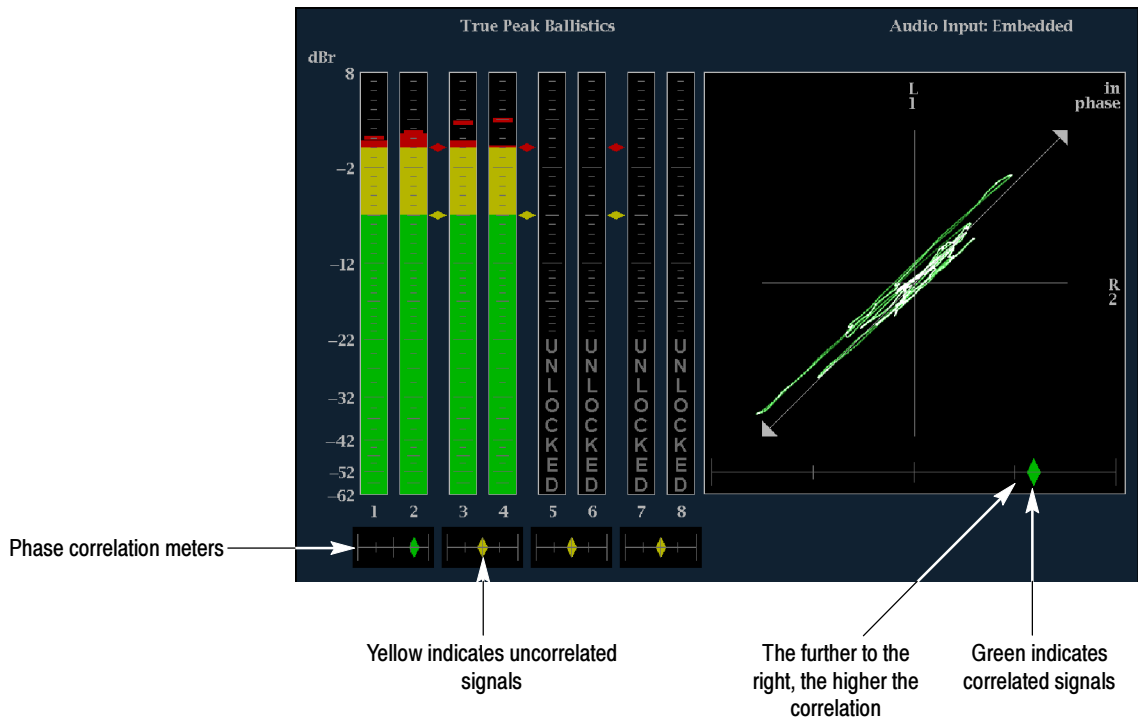 True Peak Ballistics
Audio Input: Embedded
dBr
8
−2
−12
−22
−32
−42
−52
−62
UNLOCKED
UNLOCKED
UNLOCKED
UNLOCKED
1 2 3 4 5 6 7 8
L
1
in
phase
R
2
Phase correlation meters
Yellow indicates uncorrelated
signals
The further to the
right, the higher the
correlation
Green indicates
correlated signals